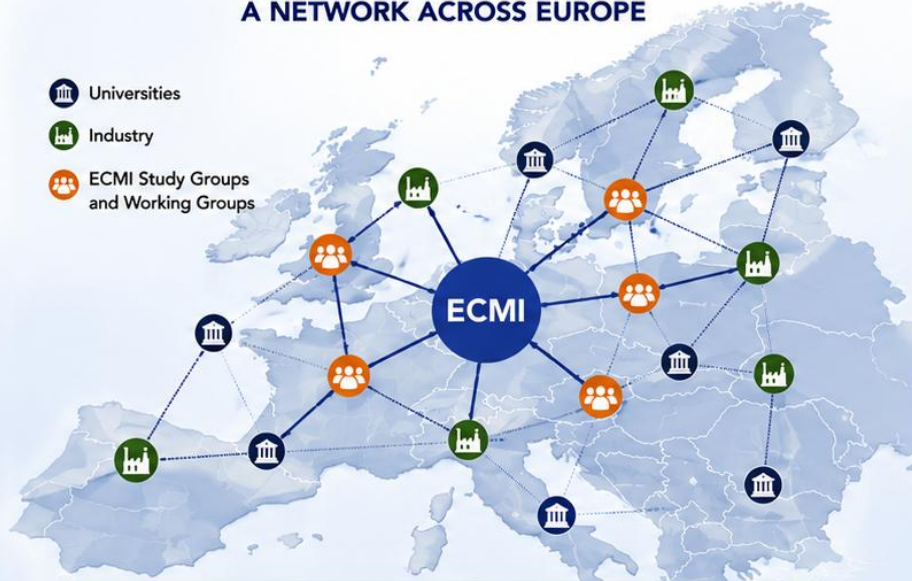 A NETWORK ACROSS EUROPE
Universities
Industry
ECMI Study Groups
and Working Groups
ECMI